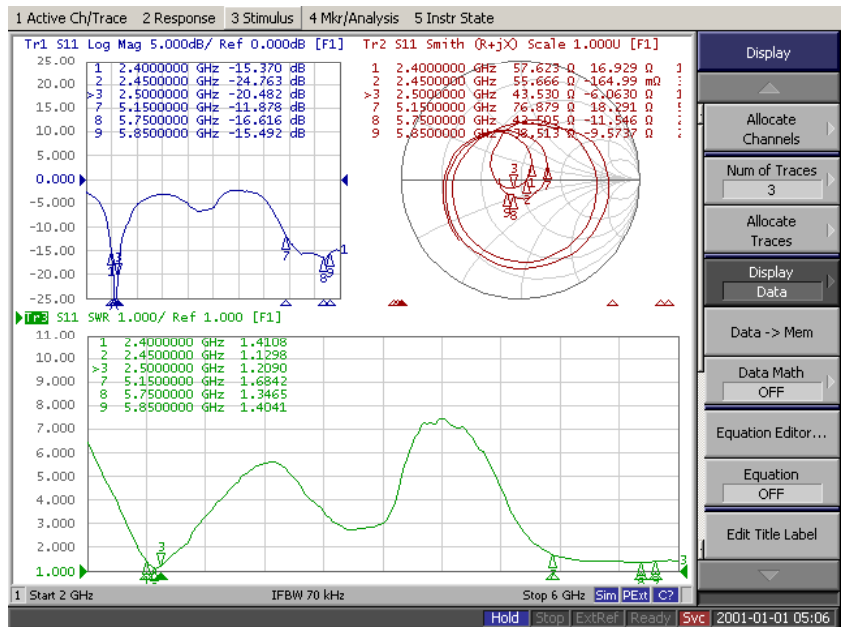 1 Active Ch/Trace 2 Response 3 Stimulus 4 Mkr/Analysis 5 Instr State
Tr1 S11 Log Mag 5.000dB/ Ref 0.000dB [F1]
25.00
20.00
15.00
10.00
5.000
0.000
-5.000
-10.00
-15.00
-20.00
-25.00
1 2.4000000 GHz -15.370 dB
2 2.4500000 GHz -24.763 dB
>3 2.5000000 GHz -20.482 dB
7 5.1500000 GHz -11.878 dB
8 5.7500000 GHz -16.616 dB
9 5.8500000 GHz -15.492 dB
Tr2 S11 Smith (R+jX) Scale 1.000U [F1]
1 2.4000000 GHz 57.623 Ω 16.929 Ω
2 2.4500000 GHz 55.666 Ω -164.99 mΩ
>3 2.5000000 GHz 43.530 Ω -6.0630 Ω
7 5.1500000 GHz 76.879 Ω 18.291 Ω
8 5.7500000 GHz 42.595 Ω -11.546 Ω
9 5.8500000 GHz 38.513 Ω -9.5737 Ω
Tr3 S11 SWR 1.000/ Ref 1.000 [F1]
11.00
10.00
9.000
8.000
7.000
6.000
5.000
4.000
3.000
2.000
1.000
1 2.4000000 GHz 1.4108
2 2.4500000 GHz 1.1298
>3 2.5000000 GHz 1.2090
7 5.1500000 GHz 1.6842
8 5.7500000 GHz 1.3465
9 5.8500000 GHz 1.4041
1 Start 2 GHz IFBW 70 kHz Stop 6 GHz Sim PExt C?
Display
Allocate
Channels
Num of Traces
3
Allocate
Traces
Display
Data
Data -> Mem
Data Math
OFF
Equation Editor...
Equation
OFF
Edit Title Label
Hold Stop ExtRef Ready Svc 2001-01-01 05:06